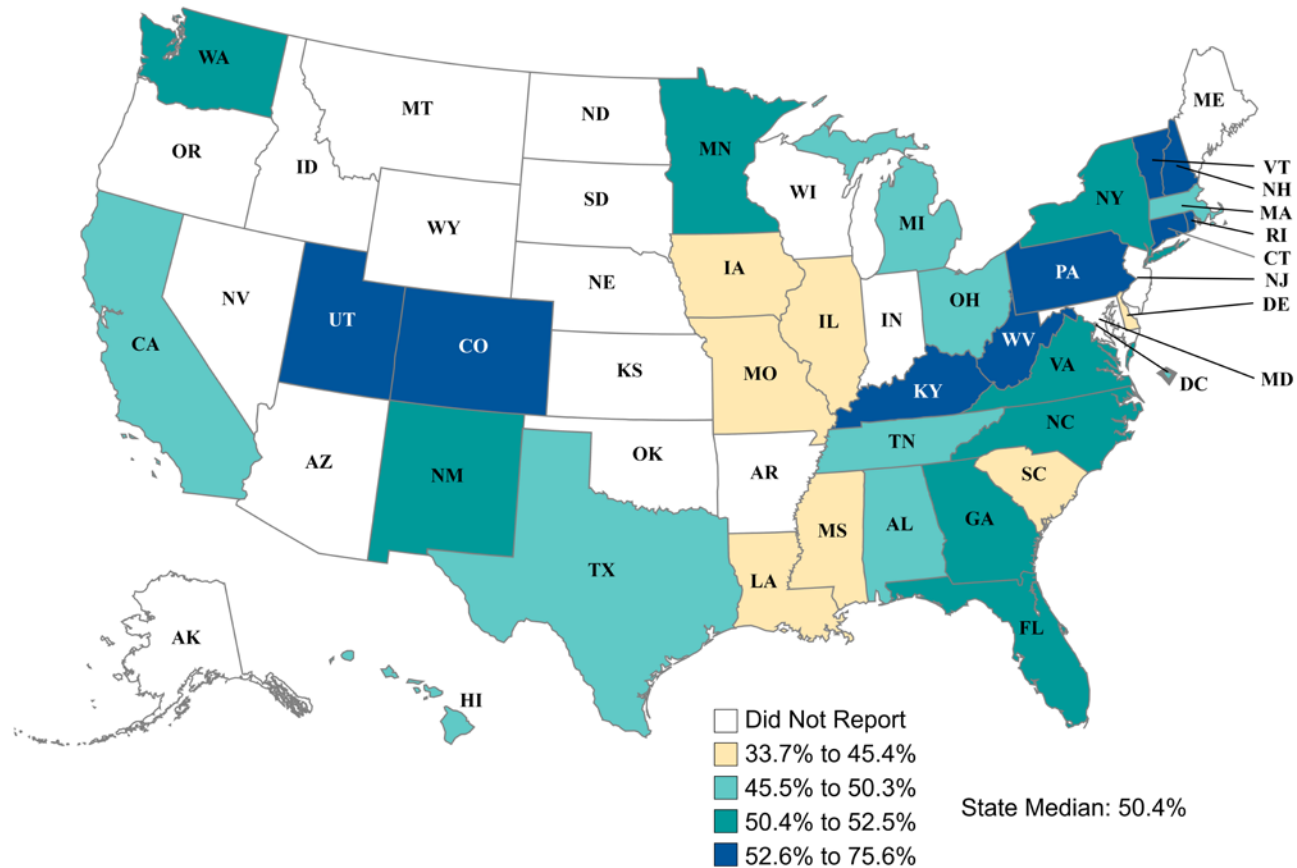 WA
ME
MT
ND
MN
OR
ID
VT
WI
NH
SD
NY
MI
MA
WY
RI
CT
IA
PA
NJ
NE
NV
OH
DE
IL
IN
UT
CA
CO
WV
VA
KS
MO
KY
DC
MD
NC
TN
OK
AZ
NM
AR
SC
MS
AL
GA
TX
LA
FL
AK
HI
Did Not Report
33.7% to 45.4%
45.5% to 50.3%
State Median: 50.4%
50.4% to 52.5%
52.6% to 75.6%